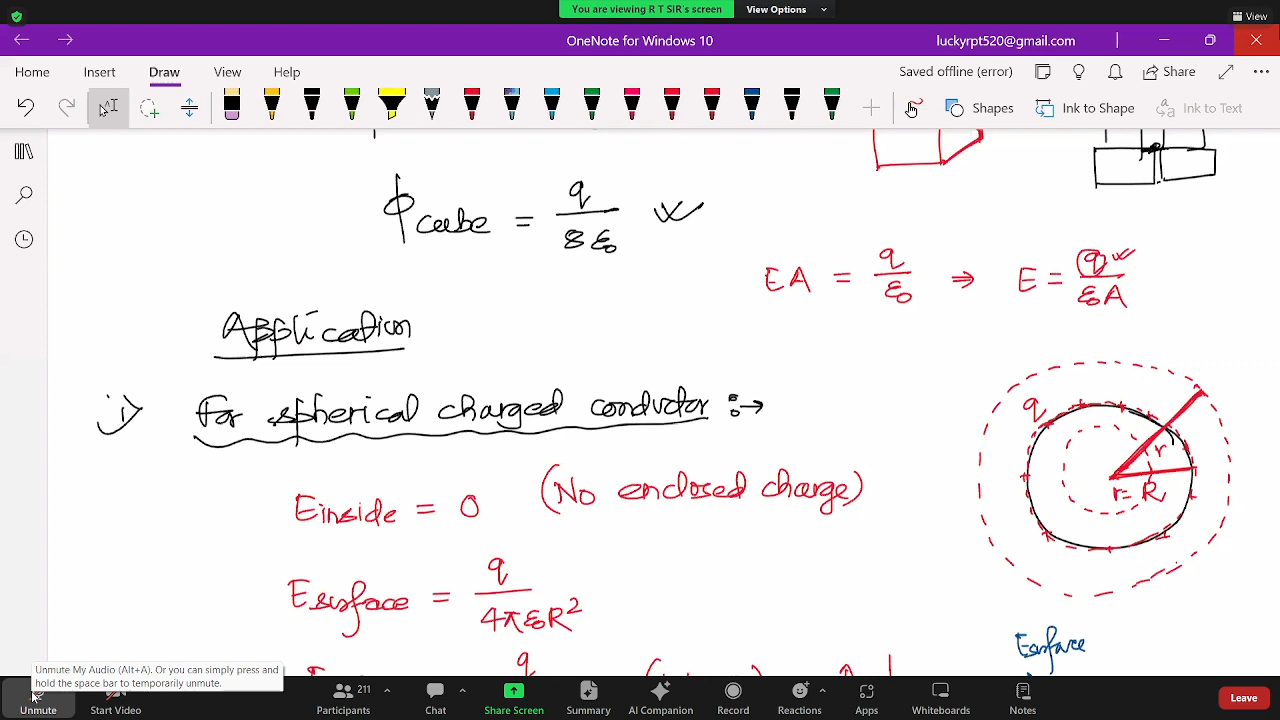 You are viewing R T SIR's screen
View Options
View
OneNote for Windows 10
luckyrpt520@gmail.com
Home Insert Draw View Help
Saved offline (error)
Share
Shapes
Ink to Shape
Ink to Text
ϕcube = q/8ε₀
EA = q/ε₀ ⇒ E = q/ε₀A
Application
i) For spherical charged conductor :→
q
r
r = R
Einside = 0 (No enclosed charge)
Esurface = q/4πε₀R²
Esurface
q
Unmute My Audio (Alt+A). Or you can simply press and
hold the space bar to temporarily unmute.
Unmute
Start Video
211
Participants
Chat
Share Screen
Summary
AI Companion
Record
Reactions
Apps
Whiteboards
Notes
Leave